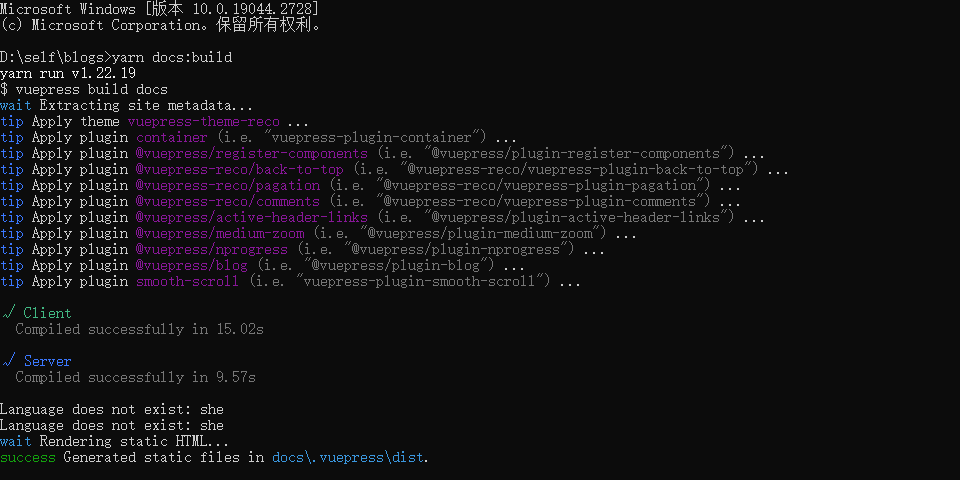 Microsoft Windows [版本 10.0.19044.2728]
(c) Microsoft Corporation。保留所有权利。
D:\self\blogs>yarn docs:build
yarn run v1.22.19
$ vuepress build docs
wait Extracting site metadata...
tip Apply theme vuepress-theme-reco ...
tip Apply plugin container (i.e. "vuepress-plugin-container") ...
tip Apply plugin @vuepress/register-components (i.e. "@vuepress/plugin-register-components") ...
tip Apply plugin @vuepress-reco/back-to-top (i.e. "@vuepress-reco/vuepress-plugin-back-to-top") ...
tip Apply plugin @vuepress-reco/pagation (i.e. "@vuepress-reco/vuepress-plugin-pagation") ...
tip Apply plugin @vuepress-reco/comments (i.e. "@vuepress-reco/vuepress-plugin-comments") ...
tip Apply plugin @vuepress/active-header-links (i.e. "@vuepress/plugin-active-header-links") ...
tip Apply plugin @vuepress/medium-zoom (i.e. "@vuepress/plugin-medium-zoom") ...
tip Apply plugin @vuepress/nprogress (i.e. "@vuepress/plugin-nprogress") ...
tip Apply plugin @vuepress/blog (i.e. "@vuepress/plugin-blog") ...
tip Apply plugin smooth-scroll (i.e. "vuepress-plugin-smooth-scroll") ...
√ Client
Compiled successfully in 15.02s
√ Server
Compiled successfully in 9.57s
Language does not exist: she
Language does not exist: she
wait Rendering static HTML...
success Generated static files in docs\.vuepress\dist.